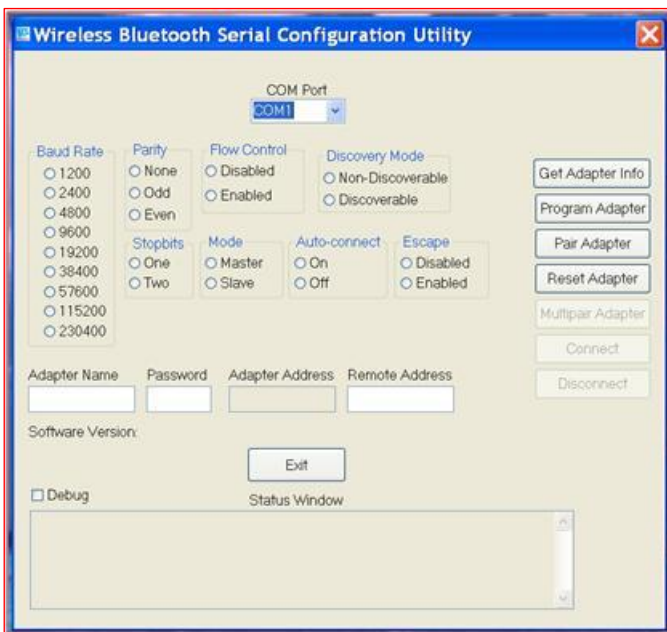 Wireless Bluetooth Serial Configuration Utility
COM Port
COM1
Baud Rate
1200
2400
4800
9600
19200
38400
57600
115200
230400
Parity
None
Odd
Even
Flow Control
Disabled
Enabled
Discovery Mode
Non-Discoverable
Discoverable
Stopbits
One
Two
Mode
Master
Slave
Auto-connect
On
Off
Escape
Disabled
Enabled
Get Adapter Info
Program Adapter
Pair Adapter
Reset Adapter
Multipair Adapter
Connect
Disconnect
Adapter Name Password Adapter Address Remote Address
Software Version:
Exit
Debug
Status Window